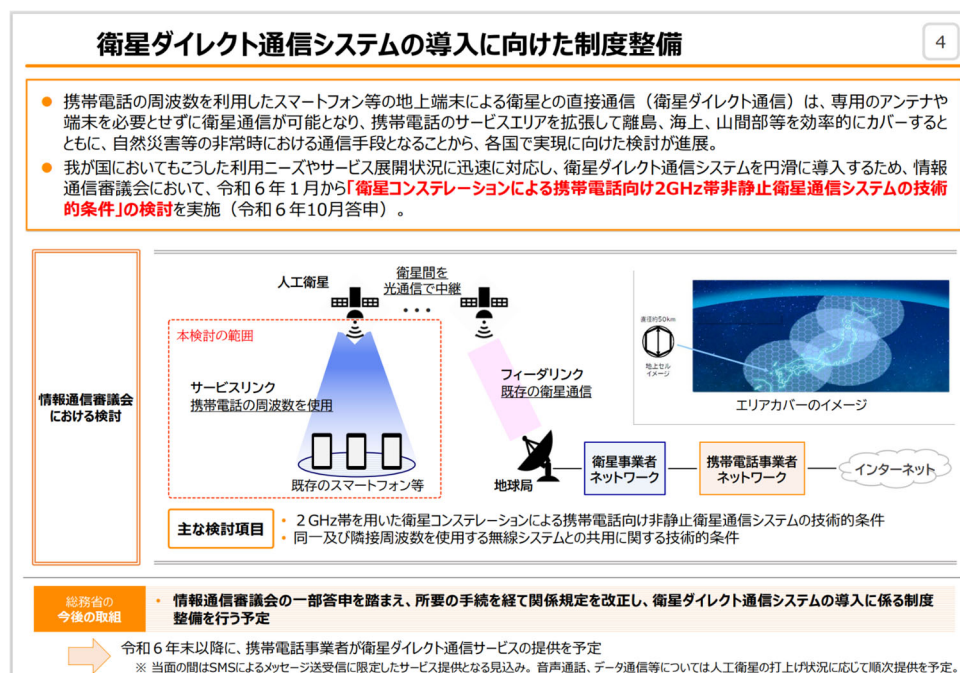 衛星ダイレクト通信システムの導入に向けた制度整備
4
● 携帯電話の周波数を利用したスマートフォン等の地上端末による衛星との直接通信（衛星ダイレクト通信）は、専用のアンテナや
端末を必要とせずに衛星通信が可能となり、携帯電話のサービスエリアを拡張して離島、海上、山間部等を効率的にカバーすると
ともに、自然災害等の非常時における通信手段となることから、各国で実現に向けた検討が進展。
● 我が国においてもこうした利用ニーズやサービス展開状況に迅速に対応し、衛星ダイレクト通信システムを円滑に導入するため、情報
通信審議会において、令和６年１月から「衛星コンステレーションによる携帯電話向け2GHz帯非静止衛星通信システムの技術
的条件」の検討を実施（令和６年10月答申）。
情報通信審議会
における検討
人工衛星
衛星間を
光通信で中継
・・・
本検討の範囲
サービスリンク
携帯電話の周波数を使用
既存のスマートフォン等
フィーダリンク
既存の衛星通信
地球局
衛星事業者
ネットワーク
携帯電話事業者
ネットワーク
インターネット
直径約50km
地上セル
イメージ
エリアカバーのイメージ
主な検討項目
・ ２GHz帯を用いた衛星コンステレーションによる携帯電話向け非静止衛星通信システムの技術的条件
・ 同一及び隣接周波数を使用する無線システムとの共用に関する技術的条件
総務省の
今後の取組
・ 情報通信審議会の一部答申を踏まえ、所要の手続を経て関係規定を改正し、衛星ダイレクト通信システムの導入に係る制度
整備を行う予定
令和６年末以降に、携帯電話事業者が衛星ダイレクト通信サービスの提供を予定
※ 当面の間はSMSによるメッセージ送受信に限定したサービス提供となる見込み。音声通話、データ通信等については人工衛星の打上げ状況に応じて順次提供を予定。